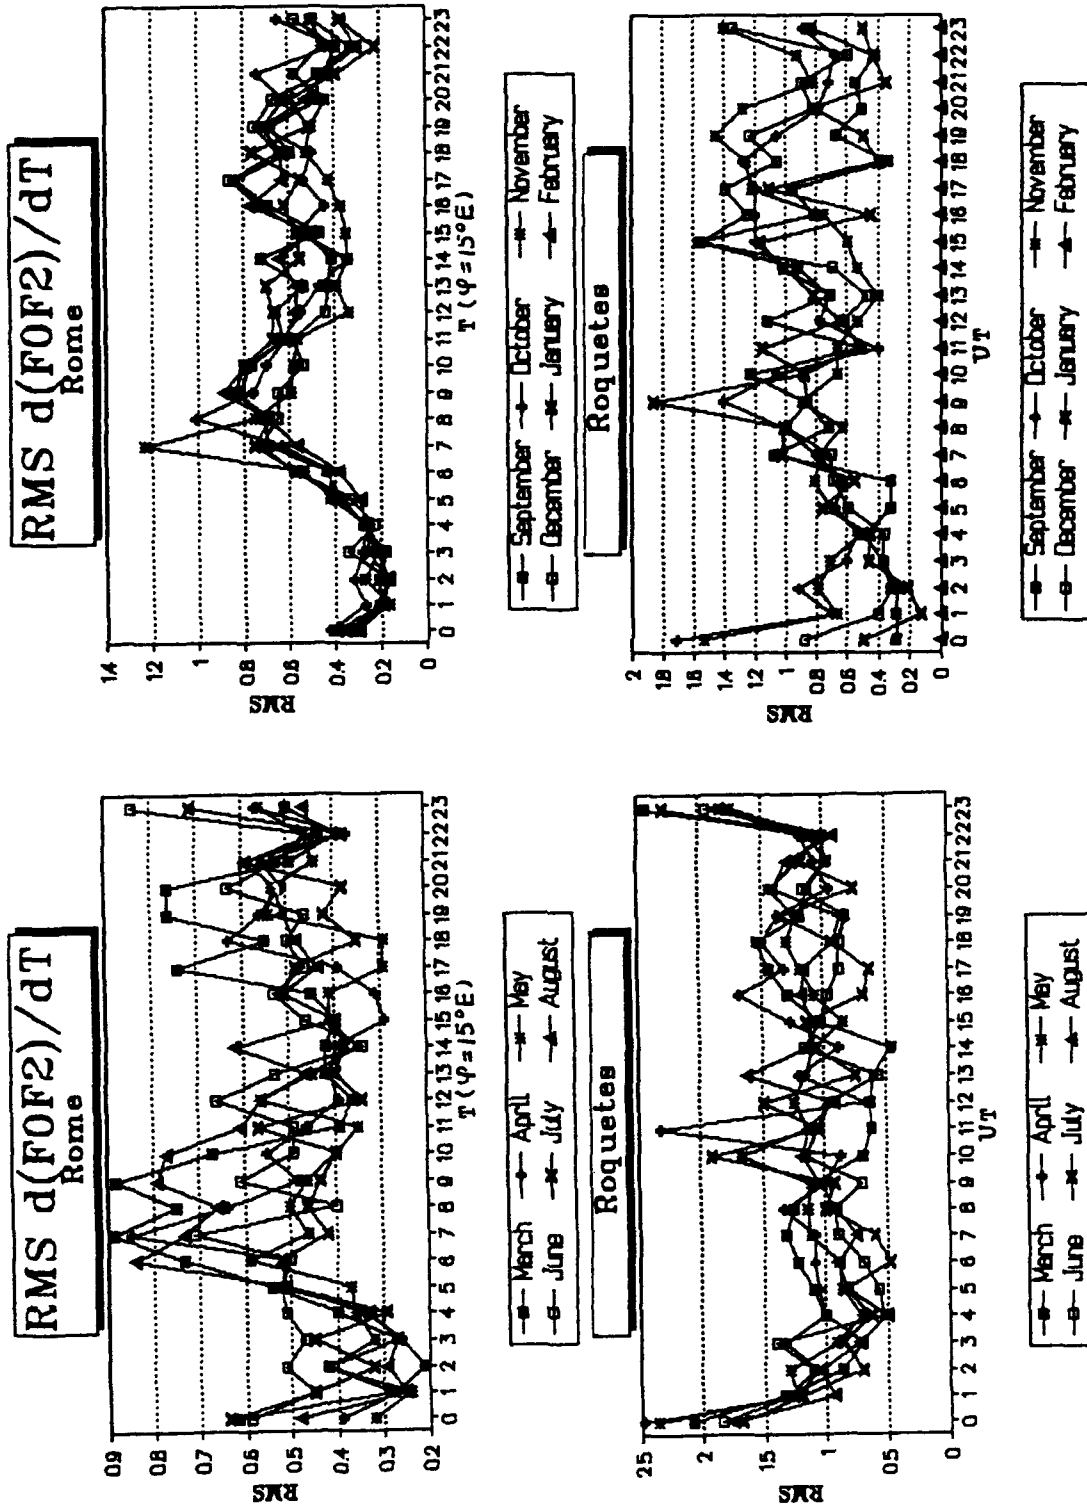 RMS d(FOF2)/dT
Rome
0.9
0.8
0.7
0.6
0.5
0.4
0.3
0.2
RMS
0 1 2 3 4 5 6 7 8 9 10 11 12 13 14 15 16 17 18 19 20 21 22 23
T (φ=15°E)
March April May
June July August
Roquetes
2.5
2
1.5
1
0.5
0
RMS
0 1 2 3 4 5 6 7 8 9 10 11 12 13 14 15 16 17 18 19 20 21 22 23
UT
March April May
June July August
RMS d(FOF2)/dT
Rome
1.4
1.2
1
0.8
0.6
0.4
0.2
0
RMS
0 1 2 3 4 5 6 7 8 9 10 11 12 13 14 15 16 17 18 19 20 21 22 23
T (φ=15°E)
September October November
December January February
Roquetes
2
1.8
1.6
1.4
1.2
1
0.8
0.6
0.4
0.2
0
RMS
0 1 2 3 4 5 6 7 8 9 10 11 12 13 14 15 16 17 18 19 20 21 22 23
UT
September October November
December January February